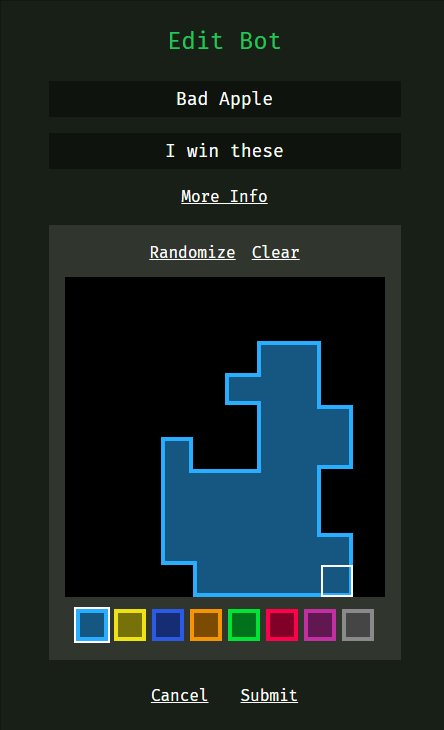 Edit Bot
Bad Apple
I win these
More Info
Randomize Clear
Cancel Submit